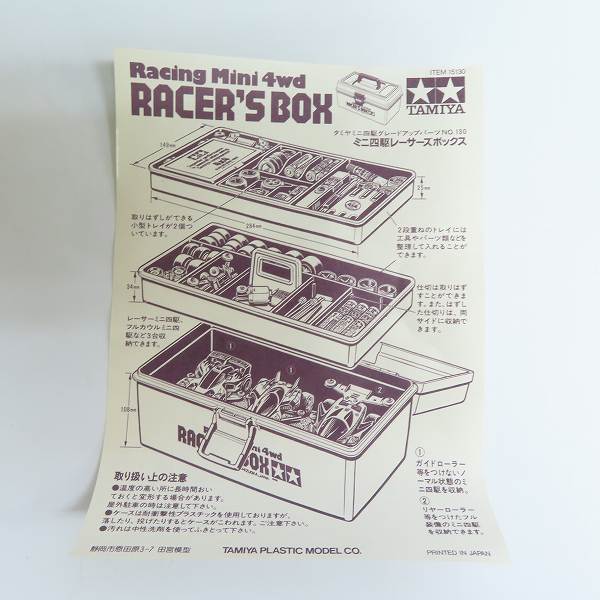 Racing Mini 4wd
RACER'S BOX
ITEM 15130
TAMIYA
タミヤミニ四駆グレードアップパーツNO.130
ミニ四駆レーサーズボックス
149mm
25mm
284mm
取りはずしができる
小型トレイが2個つ
いています。
2段重ねのトレイには
工具やパーツ類などを
整理して入れることが
できます。
34mm
仕切は取りはず
すことができま
す。また、はずし
た仕切りは、両
サイドに収納で
きます。
レーサーミニ四駆、
フルカウルミニ四
駆など3台収
納できます。
①
①
②
108mm
Mini 4wd
RACER'S BOX
①
ガイドローラー
等をつけないノ
ーマル状態のミ
ニ四駆を収納。
②
リヤーローラー
等をつけたフル
装備のミニ四駆
を収納できます。
取り扱い上の注意
●温度の高い所に長時間おい
ておくと変形する場合があります。
屋外駐車の時は注意して下さい。
●ケースは耐衝撃性プラスチックを使用しておりますが、
落したり、投げたりするとケースがこわれます。ご注意下さい。
●汚れは中性洗剤を使ってふきとって下さい。
静岡市恩田原3-7 田宮模型
TAMIYA PLASTIC MODEL CO.
PRINTED IN JAPAN